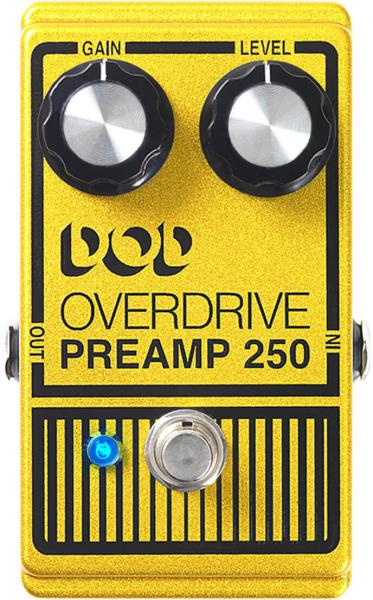 GAIN LEVEL
DOD
OVERDRIVE
OUT IN
PREAMP 250